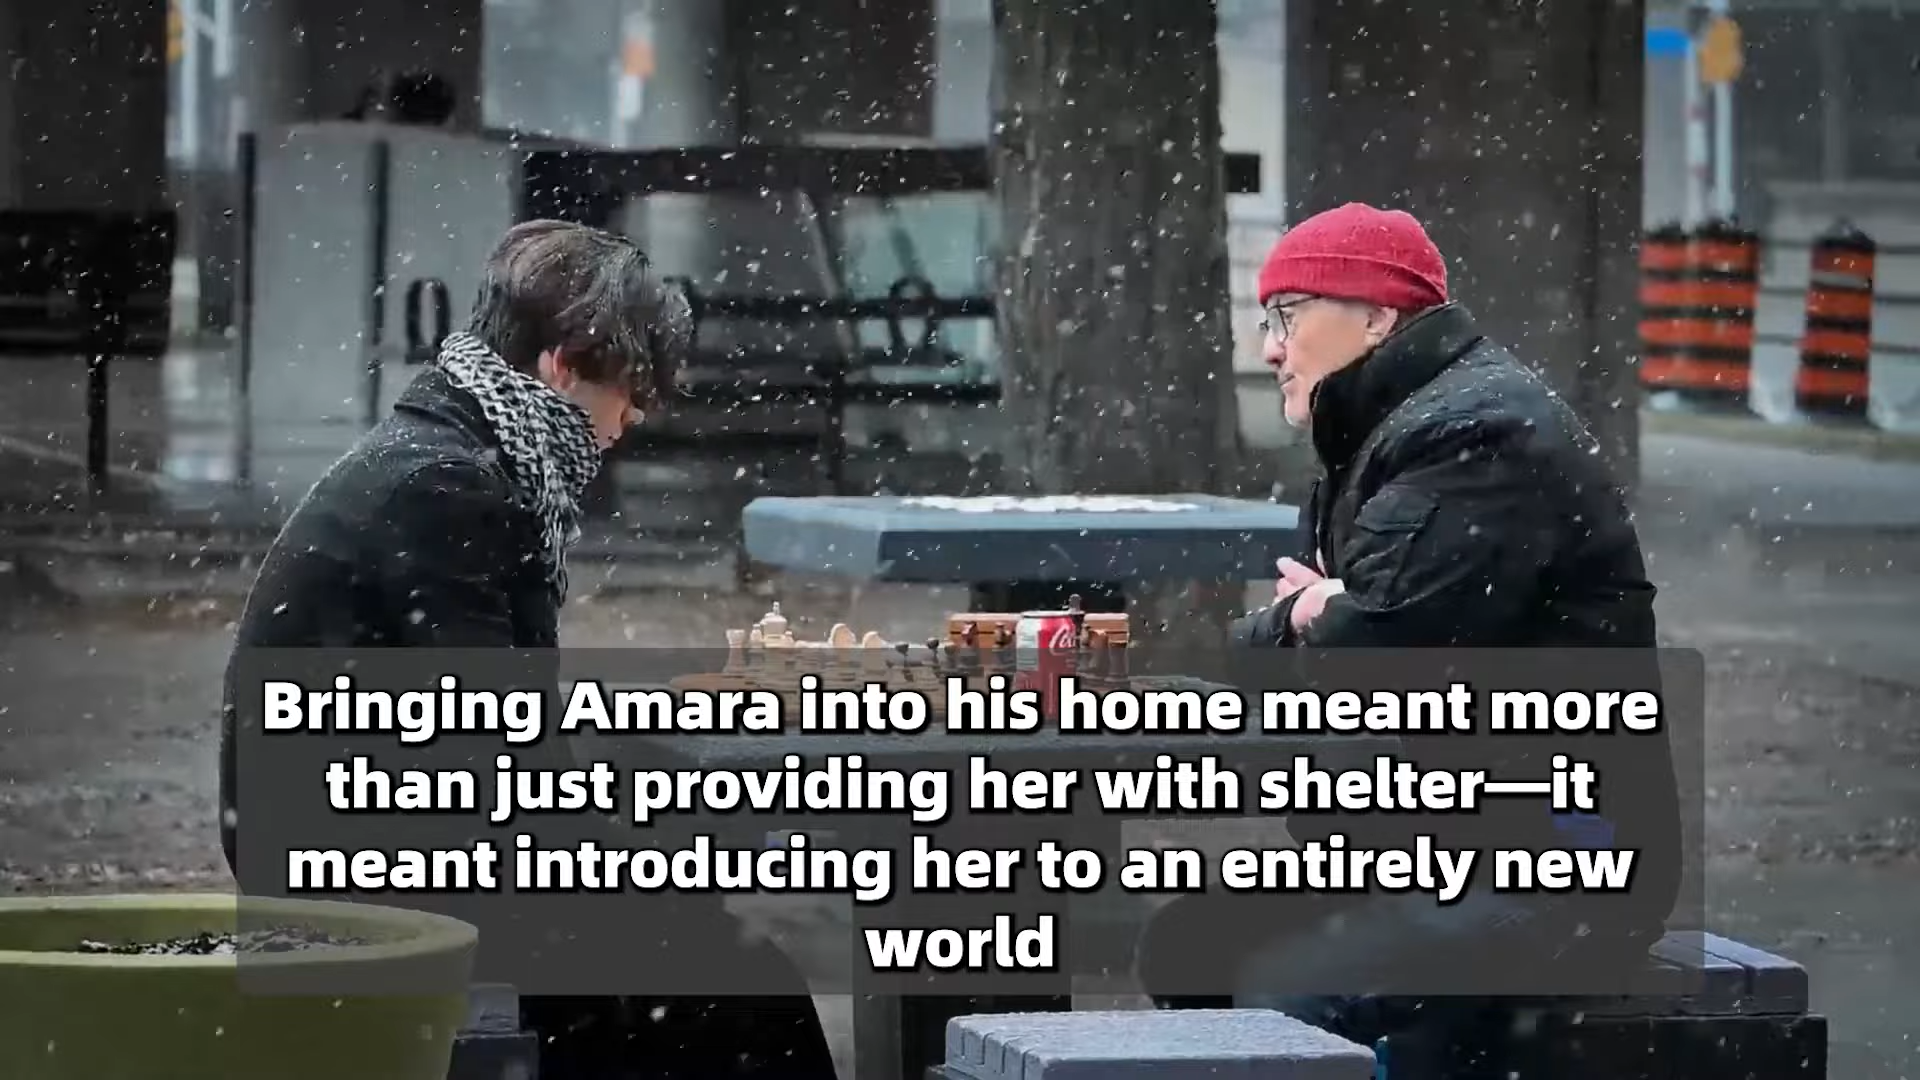 Bringing Amara into his home meant more
than just providing her with shelter—it
meant introducing her to an entirely new
world